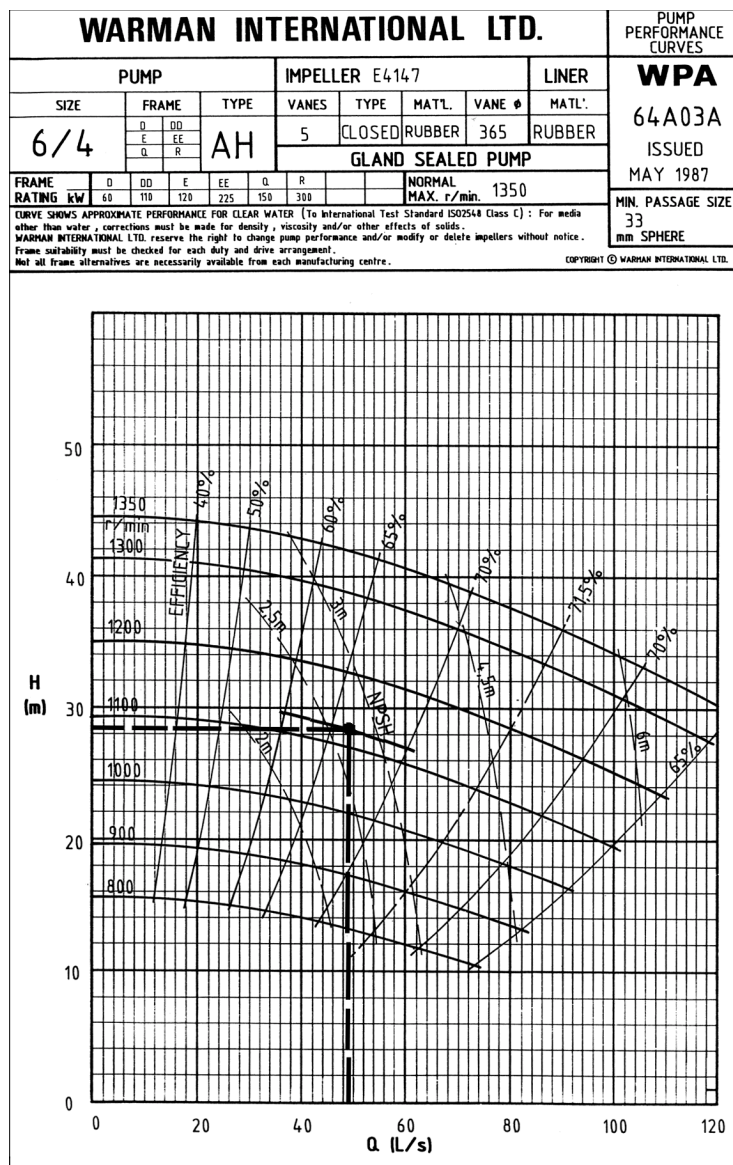 WARMAN INTERNATIONAL LTD.
PUMP
PERFORMANCE
CURVES
PUMP
IMPELLER E4147
LINER
WPA
SIZE
FRAME
TYPE
VANES
TYPE
MAT'L.
VANE ø
MAT'L'.
64A03A
6/4
D DD
E EE
Q R
AH
5
CLOSED
RUBBER
365
RUBBER
ISSUED
GLAND SEALED PUMP
MAY 1987
FRAME
RATING kW
D DD E EE Q R
60 110 120 225 150 300
NORMAL
MAX. r/min. 1350
MIN. PASSAGE SIZE
33
mm SPHERE
CURVE SHOWS APPROXIMATE PERFORMANCE FOR CLEAR WATER (To International Test Standard ISO2548 Class C) : For media
other than water , corrections must be made for density , viscosity and/or other effects of solids.
WARMAN INTERNATIONAL LTD. reserve the right to change pump performance and/or modify or delete impellers without notice.
Frame suitability must be checked for each duty and drive arrangement.
Not all frame alternatives are necessarily available from each manufacturing centre.
COPYRIGHT © WARMAN INTERNATIONAL LTD.
50
40%
50%
60%
65%
1350
r/min
1300
EFFICIENCY
40
3m
70%
71,5%
2,5m
70%
1200
4,5m
H
(m)
30
1100
NPSH
2m
6m
65%
1000
20
900
800
10
0
0 20 40 60 80 100 120
Q (L/s)